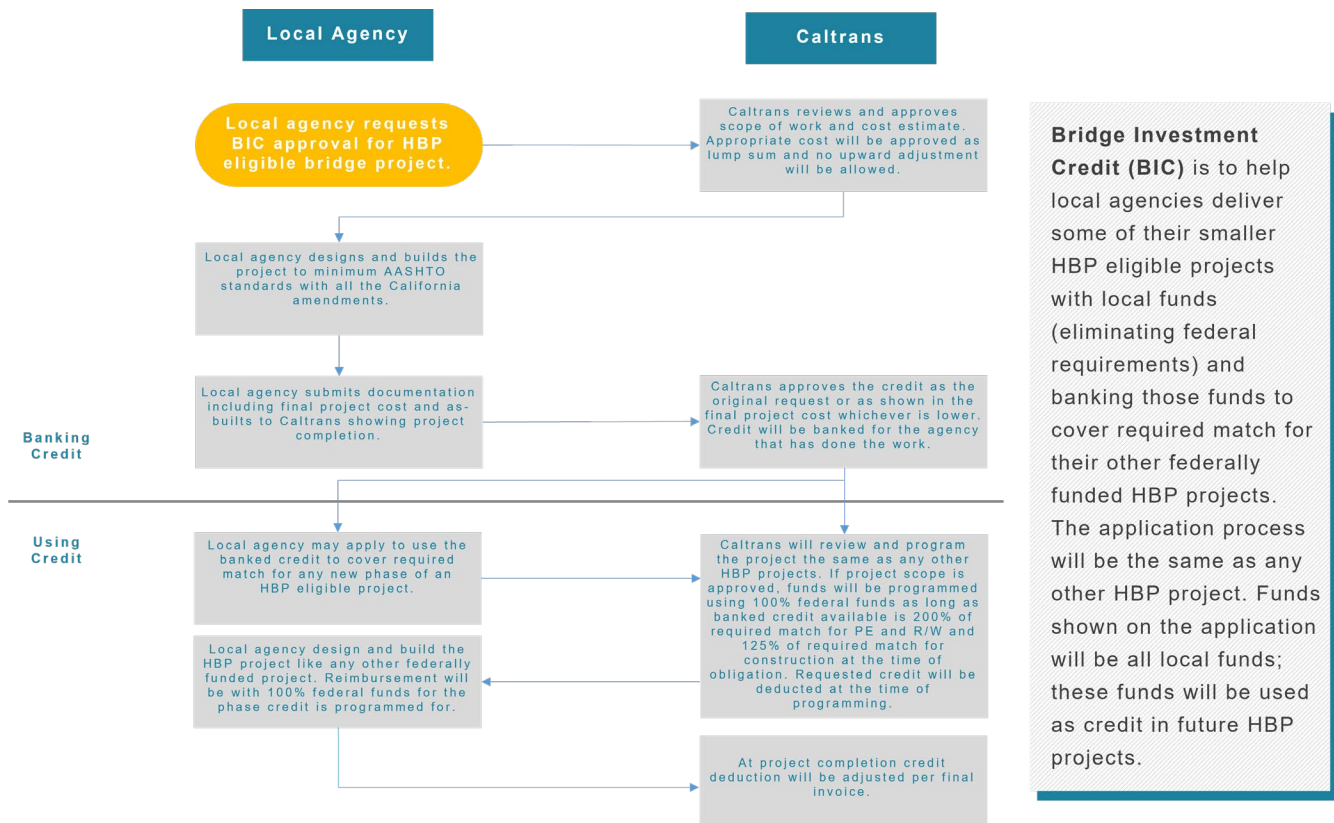 Local Agency
Caltrans
Local agency requests
BIC approval for HBP
eligible bridge project.
Caltrans reviews and approves
scope of work and cost estimate.
Appropriate cost will be approved as
lump sum and no upward adjustment
will be allowed.
Local agency designs and builds the
project to minimum AASHTO
standards with all the California
amendments.
Local agency submits documentation
including final project cost and as-
builts to Caltrans showing project
completion.
Caltrans approves the credit as the
original request or as shown in the
final project cost whichever is lower.
Credit will be banked for the agency
that has done the work.
Banking
Credit
Using
Credit
Local agency may apply to use the
banked credit to cover required
match for any new phase of an
HBP eligible project.
Caltrans will review and program
the project the same as any other
HBP projects. If project scope is
approved, funds will be programmed
using 100% federal funds as long as
banked credit available is 200% of
required match for PE and R/W and
125% of required match for
construction at the time of
obligation. Requested credit will be
deducted at the time of
programming.
Local agency design and build the
HBP project like any other federally
funded project. Reimbursement will
be with 100% federal funds for the
phase credit is programmed for.
At project completion credit
deduction will be adjusted per final
invoice.
Bridge Investment
Credit (BIC) is to help
local agencies deliver
some of their smaller
HBP eligible projects
with local funds
(eliminating federal
requirements) and
banking those funds to
cover required match for
their other federally
funded HBP projects.
The application process
will be the same as any
other HBP project. Funds
shown on the application
will be all local funds;
these funds will be used
as credit in future HBP
projects.